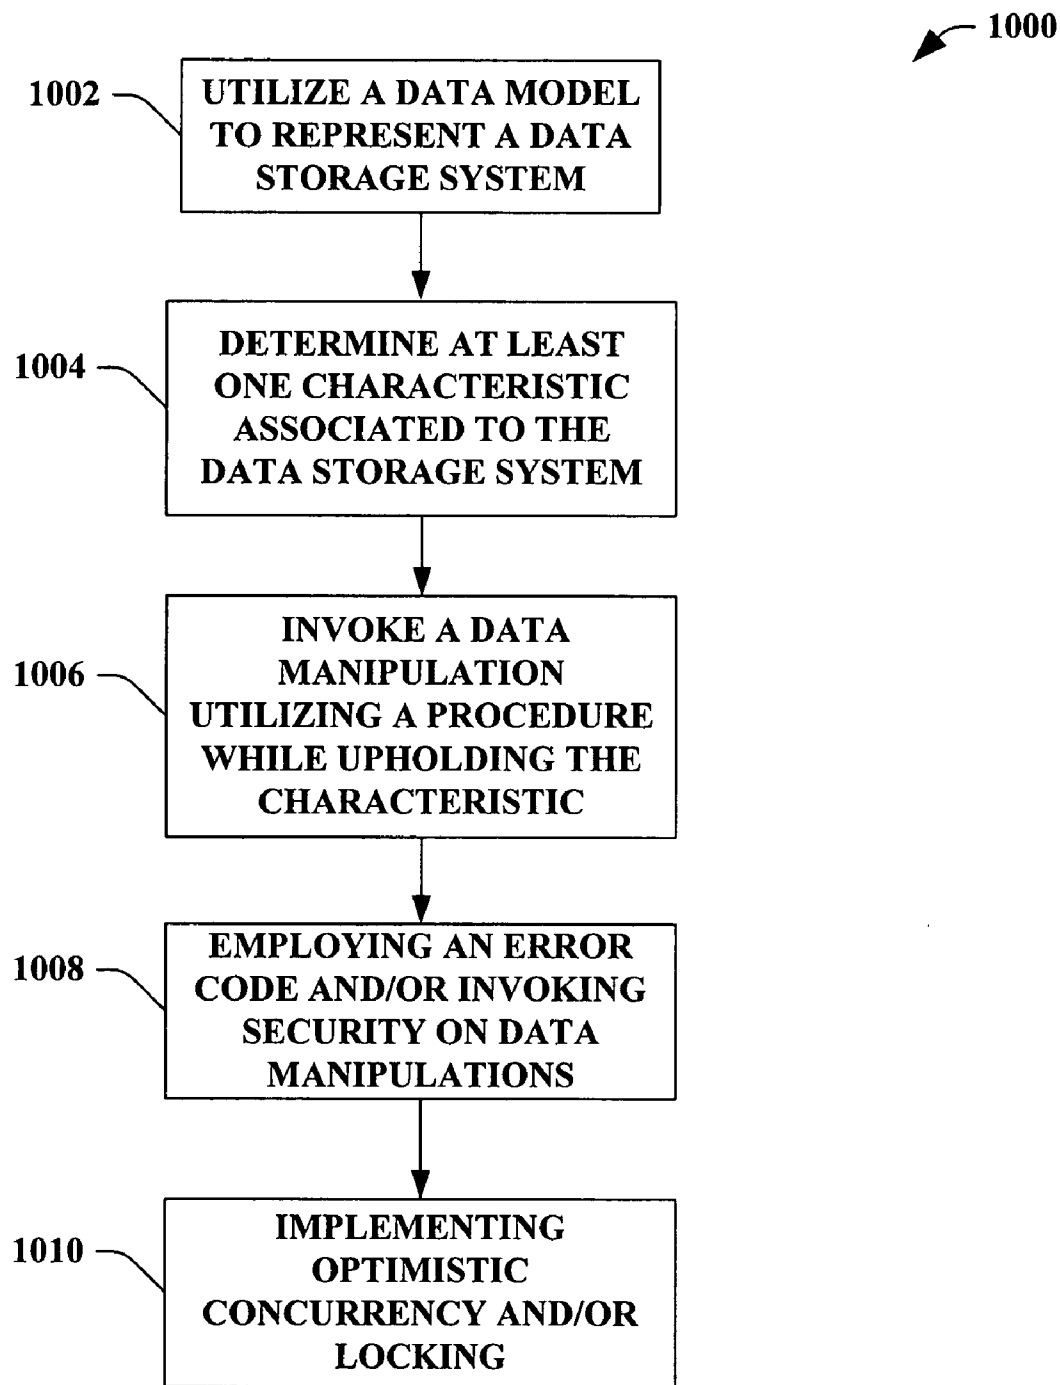 1000
1002
UTILIZE A DATA MODEL
TO REPRESENT A DATA
STORAGE SYSTEM
1004
DETERMINE AT LEAST
ONE CHARACTERISTIC
ASSOCIATED TO THE
DATA STORAGE SYSTEM
1006
INVOKE A DATA
MANIPULATION
UTILIZING A PROCEDURE
WHILE UPHOLDING THE
CHARACTERISTIC
1008
EMPLOYING AN ERROR
CODE AND/OR INVOKING
SECURITY ON DATA
MANIPULATIONS
1010
IMPLEMENTING
OPTIMISTIC
CONCURRENCY AND/OR
LOCKING